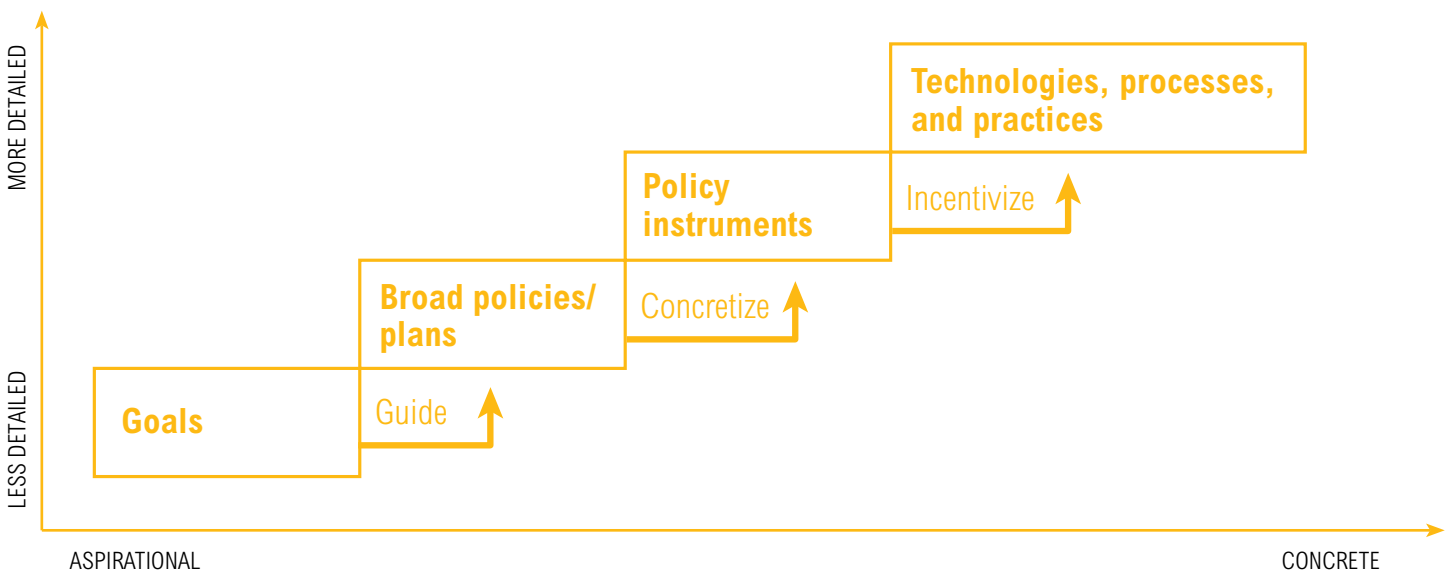 MORE DETAILED
LESS DETAILED
Technologies, processes,
and practices
Policy
instruments
Incentivize
Broad policies/
plans
Concretize
Goals
Guide
ASPIRATIONAL
CONCRETE